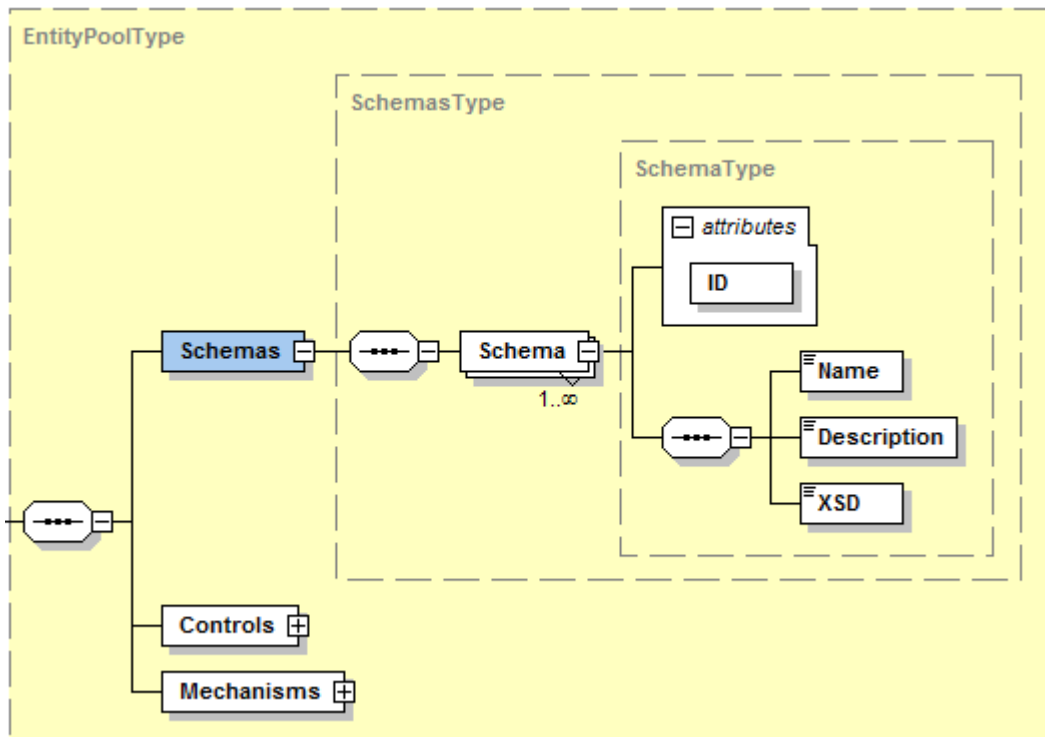 EntityPoolType
SchemasType
SchemaType
attributes
ID
Schemas
Schema
1..∞
Name
Description
XSD
Controls
Mechanisms